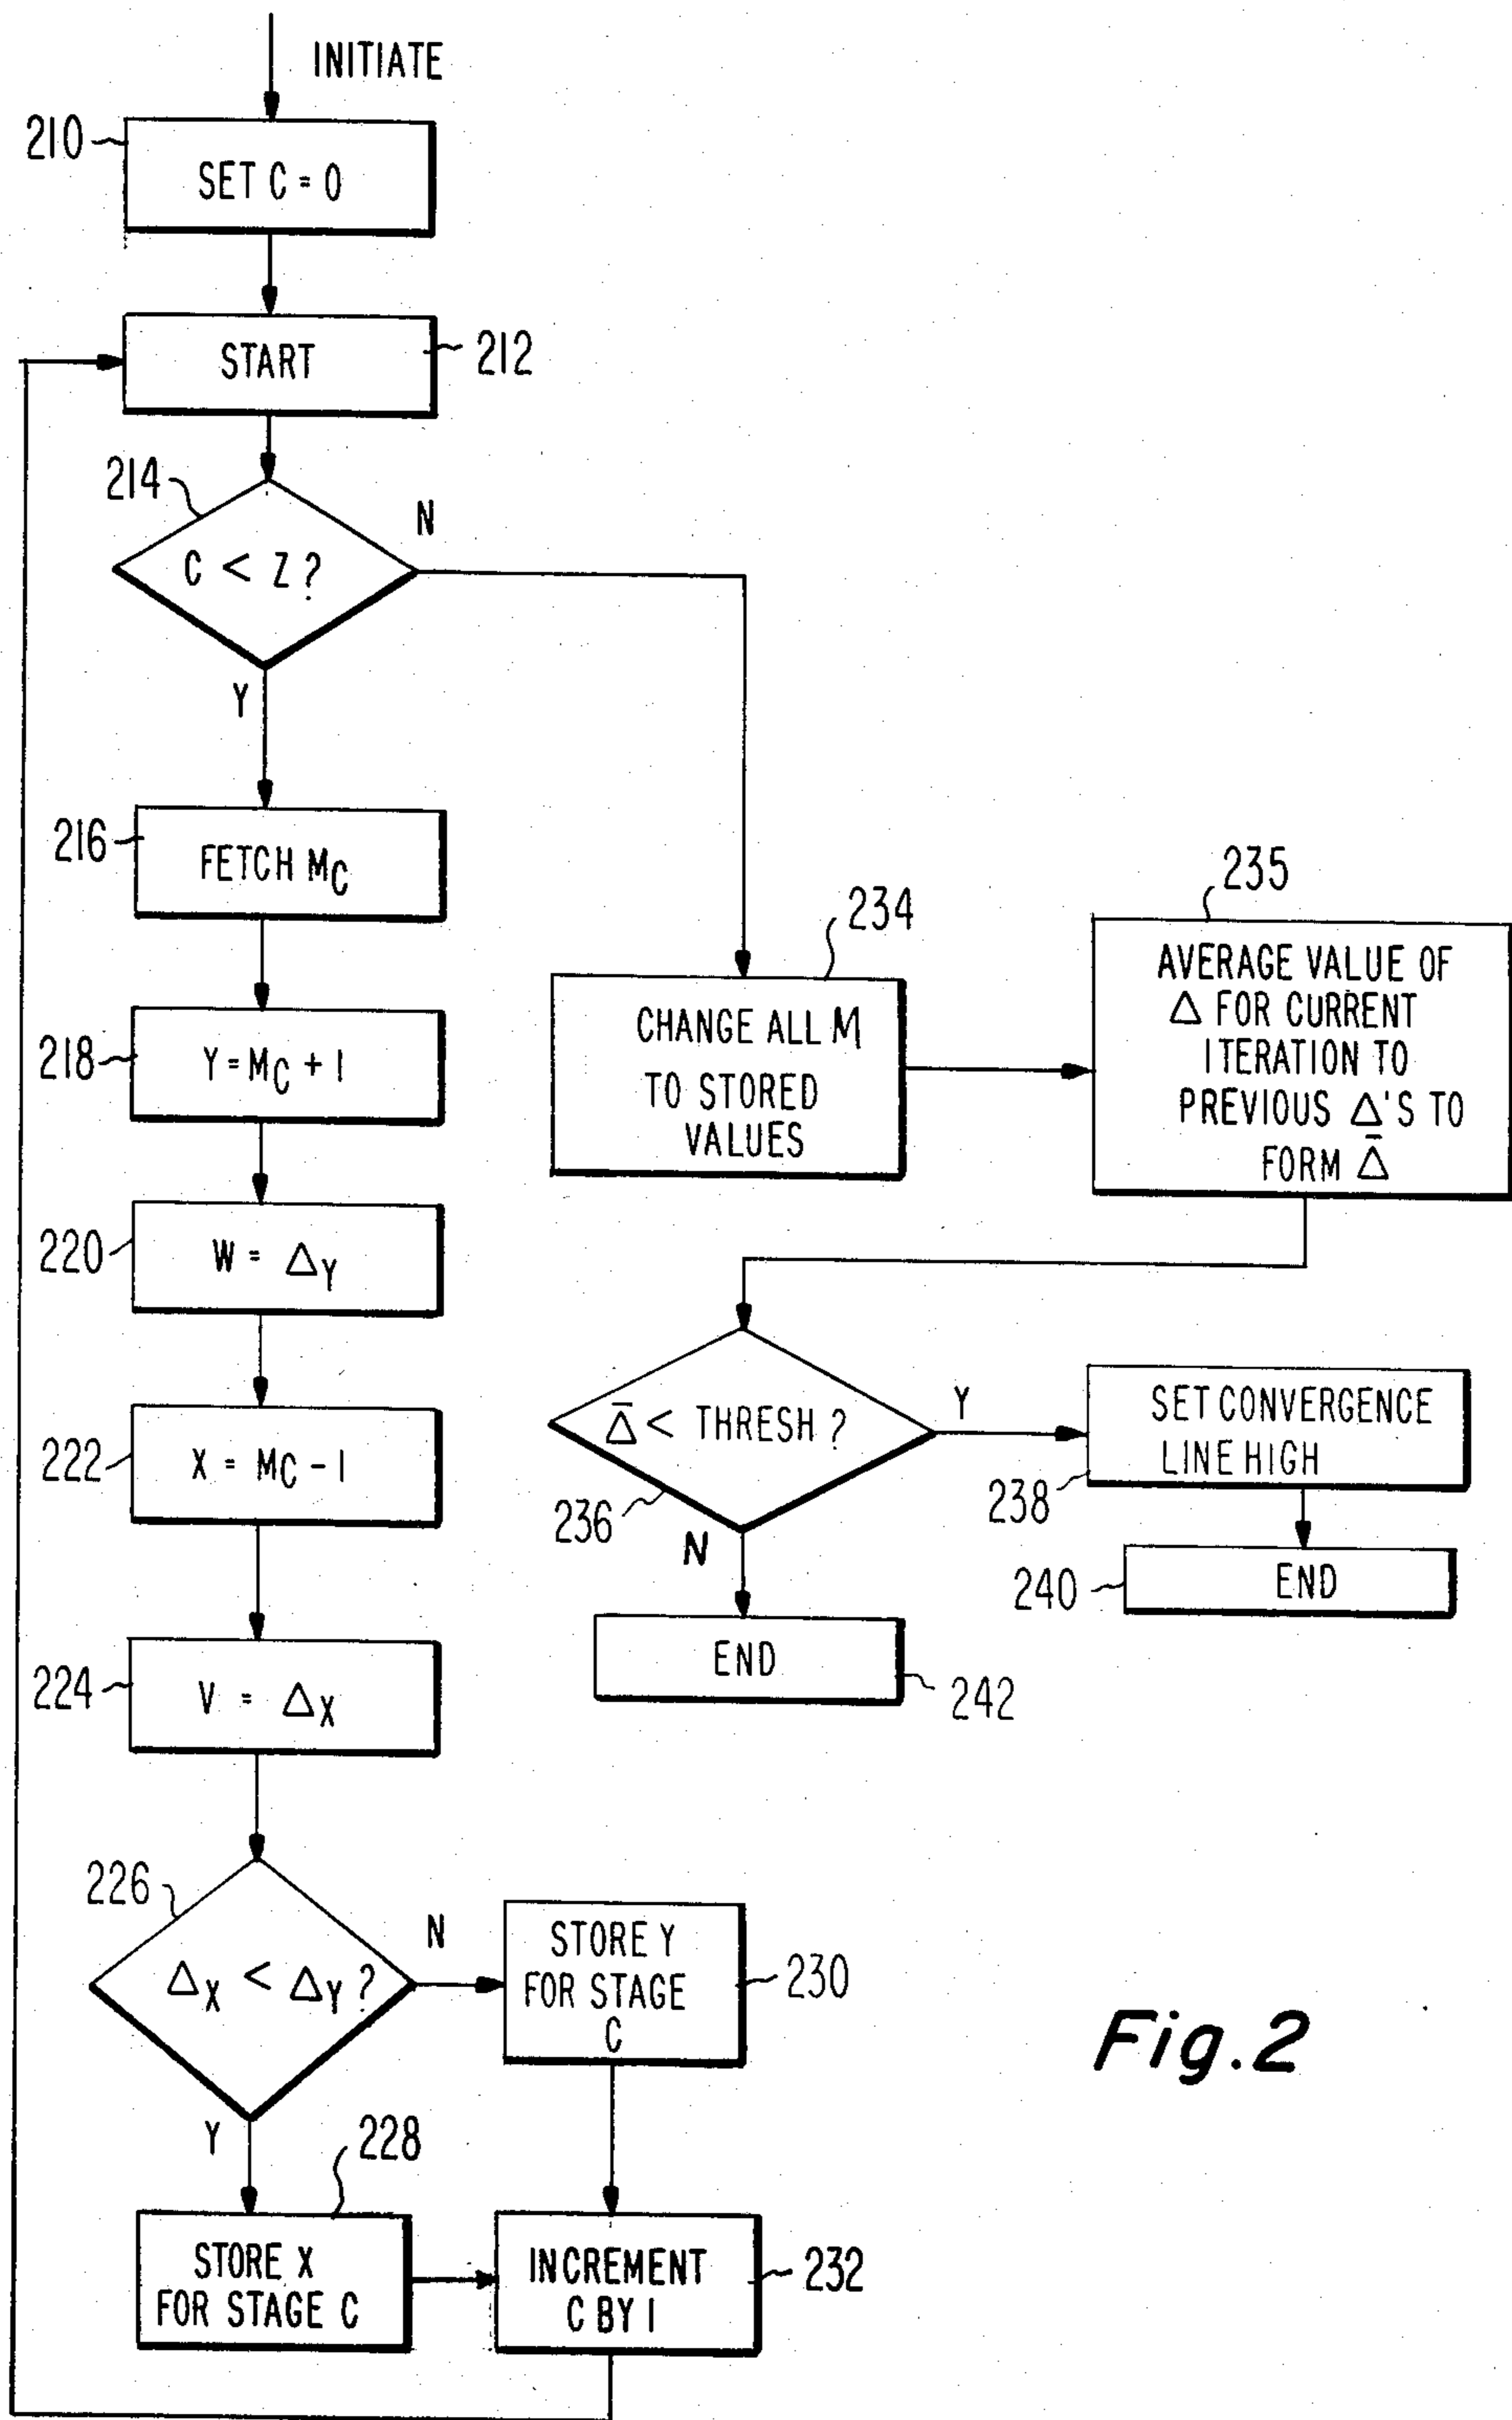 INITIATE
210
SET C = 0
START
212
214
N
C < Z ?
Y
216
FETCH MC
218
Y = MC + 1
220
W = ΔY
222
X = MC - 1
224
V = ΔX
226
N
ΔX < ΔY ?
Y
230
STORE Y
FOR STAGE
C
228
STORE X
FOR STAGE C
232
INCREMENT
C BY 1
234
CHANGE ALL M
TO STORED
VALUES
235
AVERAGE VALUE OF
Δ FOR CURRENT
ITERATION TO
PREVIOUS Δ'S TO
FORM Δ̄
Δ̄ < THRESH ?
236
Y
N
SET CONVERGENCE
LINE HIGH
238
240
END
END
242
Fig.2